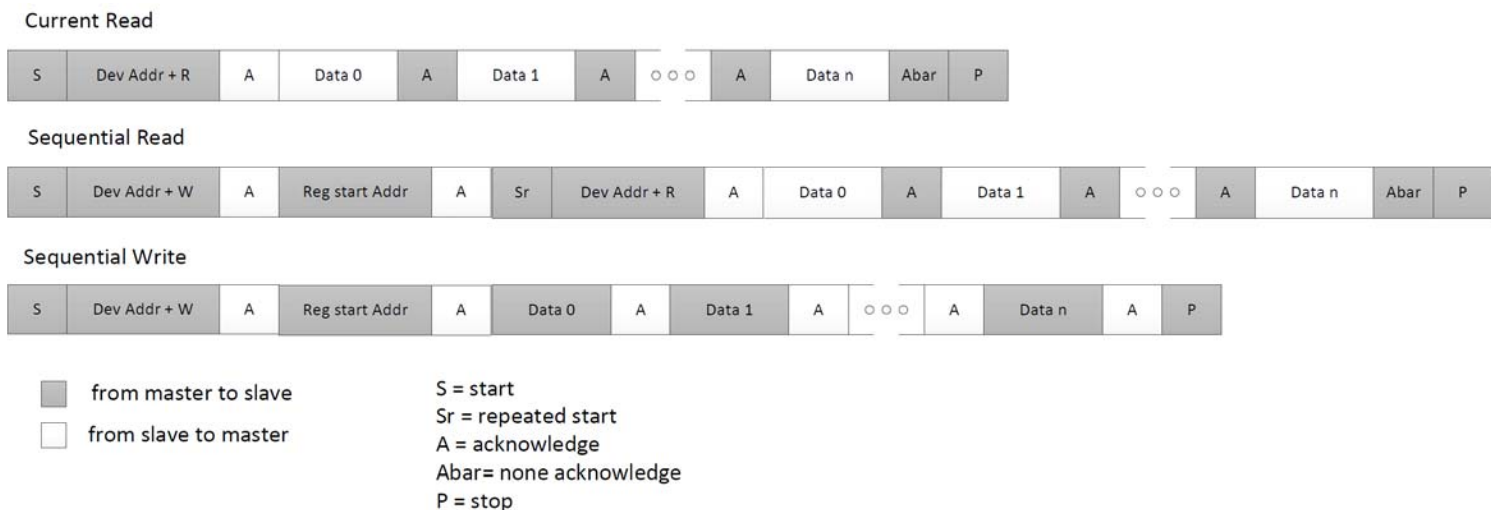 Current Read
S Dev Addr + R A Data 0 A Data 1 A ○ ○ ○ A Data n Abar P
Sequential Read
S Dev Addr + W A Reg start Addr A Sr Dev Addr + R A Data 0 A Data 1 A ○ ○ ○ A Data n Abar P
Sequential Write
S Dev Addr + W A Reg start Addr A Data 0 A Data 1 A ○ ○ ○ A Data n A P
from master to slave
from slave to master
S = start
Sr = repeated start
A = acknowledge
Abar= none acknowledge
P = stop